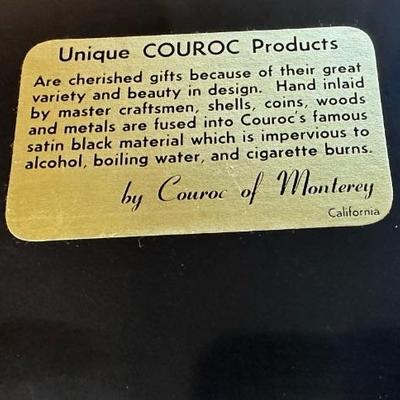 Unique COUROC Products
Are cherished gifts because of their great
variety and beauty in design. Hand inlaid
by master craftsmen, shells, coins, woods
and metals are fused into Couroc's famous
satin black material which is impervious to
alcohol, boiling water, and cigarette burns.
by Couroc of Monterey
California